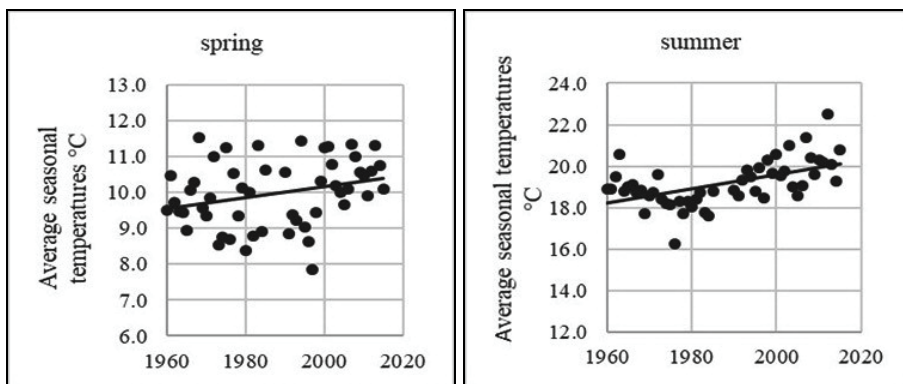 spring
Average seasonal
temperatures °C
13.0
12.0
11.0
10.0
9.0
8.0
7.0
6.0
1960 1980 2000 2020
summer
Average seasonal temperatures
°C
24.0
22.0
20.0
18.0
16.0
14.0
12.0
1960 1980 2000 2020